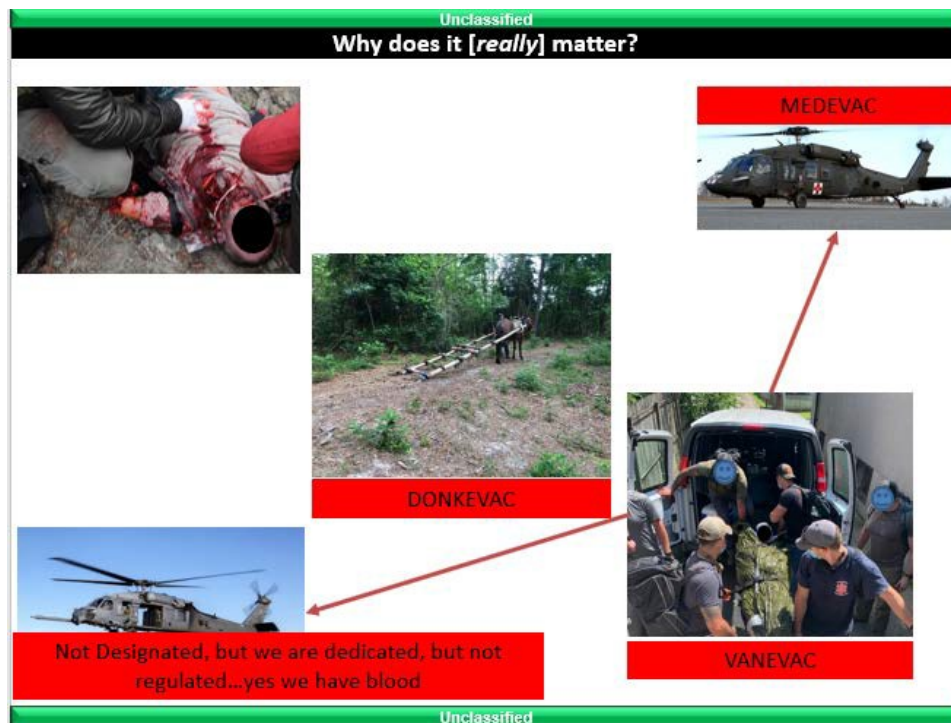 Unclassified
Why does it [really] matter?
MEDEVAC
DONKEVAC
Not Designated, but we are dedicated, but not
regulated...yes we have blood
VANEVAC
Unclassified